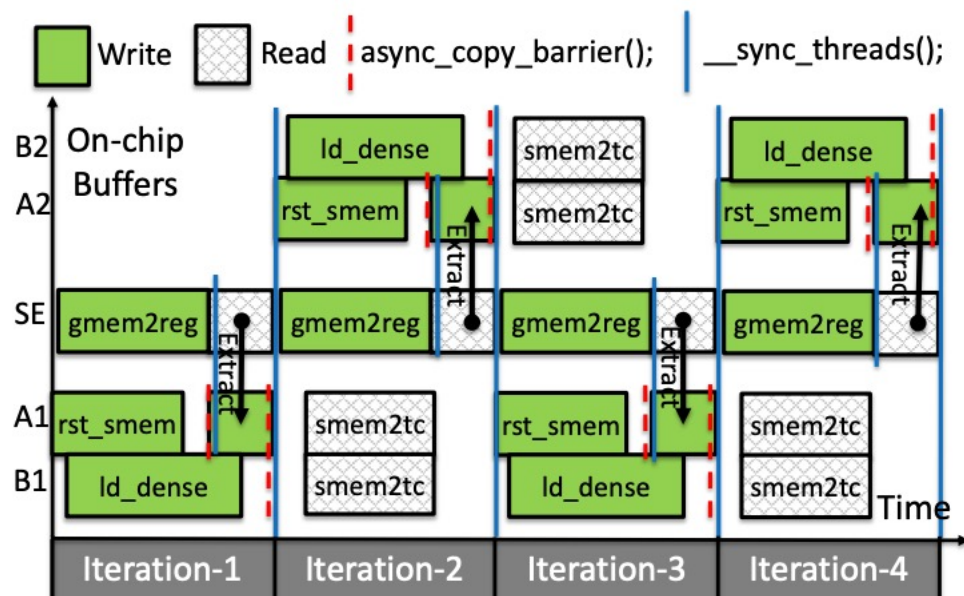 Write Read async_copy_barrier(); __sync_threads();
On-chip
Buffers
B2 ld_dense smem2tc ld_dense
A2 rst_smem smem2tc rst_smem
Extract Extract
SE gmem2reg gmem2reg gmem2reg gmem2reg
Extract Extract
A1 rst_smem smem2tc rst_smem smem2tc
B1 ld_dense smem2tc ld_dense smem2tc
Time
Iteration-1 Iteration-2 Iteration-3 Iteration-4